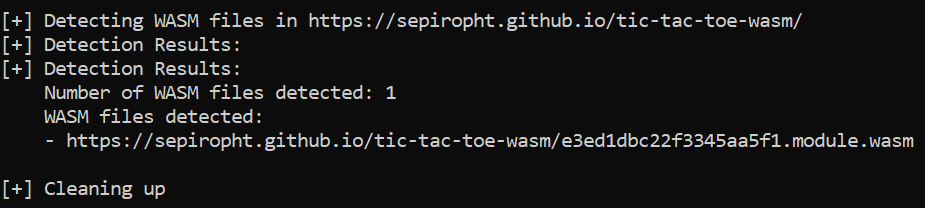 [+] Detecting WASM files in https://sepiropht.github.io/tic-tac-toe-wasm/
[+] Detection Results:
[+] Detection Results:
    Number of WASM files detected: 1
    WASM files detected:
    - https://sepiropht.github.io/tic-tac-toe-wasm/e3ed1dbc22f3345aa5f1.module.wasm
[+] Cleaning up